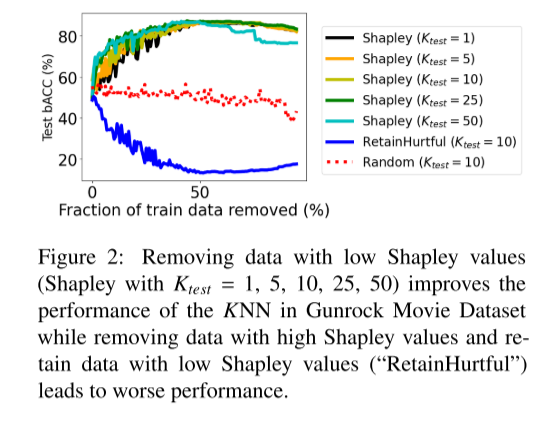 80
60
40
20
Test bACC (%)
0
50
Fraction of train data removed (%)
Shapley (K_test = 1)
Shapley (K_test = 5)
Shapley (K_test = 10)
Shapley (K_test = 25)
Shapley (K_test = 50)
RetainHurtful (K_test = 10)
Random (K_test = 10)
Figure 2: Removing data with low Shapley values
(Shapley with K_test = 1, 5, 10, 25, 50) improves the
performance of the KNN in Gunrock Movie Dataset
while removing data with high Shapley values and re-
tain data with low Shapley values (“RetainHurtful”)
leads to worse performance.